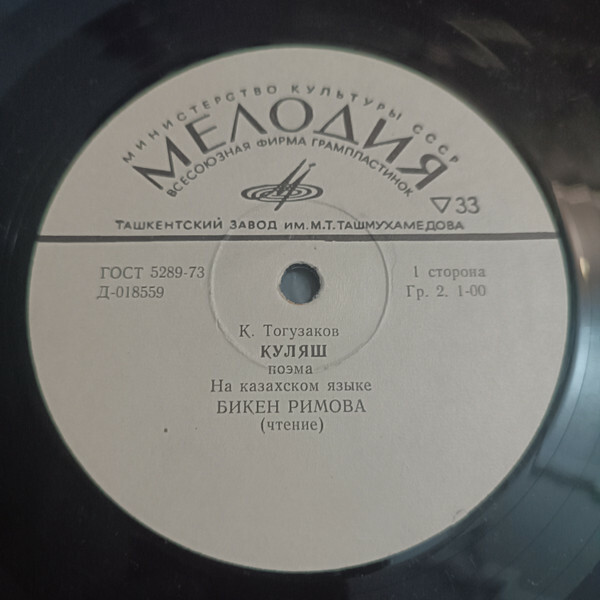 МИНИСТЕРСТВО КУЛЬТУРЫ СССР
МЕЛОДИЯ
ВСЕСОЮЗНАЯ ФИРМА ГРАМПЛАСТИНОК
33
ТАШКЕНТСКИЙ ЗАВОД ИМ. М.Т. ТАШМУХАМЕДОВА
ГОСТ 5289-73
Д-018559
1 сторона
Гр. 2. 1-00
Қ. Тогузаков
ҚУЛЯШ
поэма
На казахском языке
БИКЕН РИМОВА
(чтение)